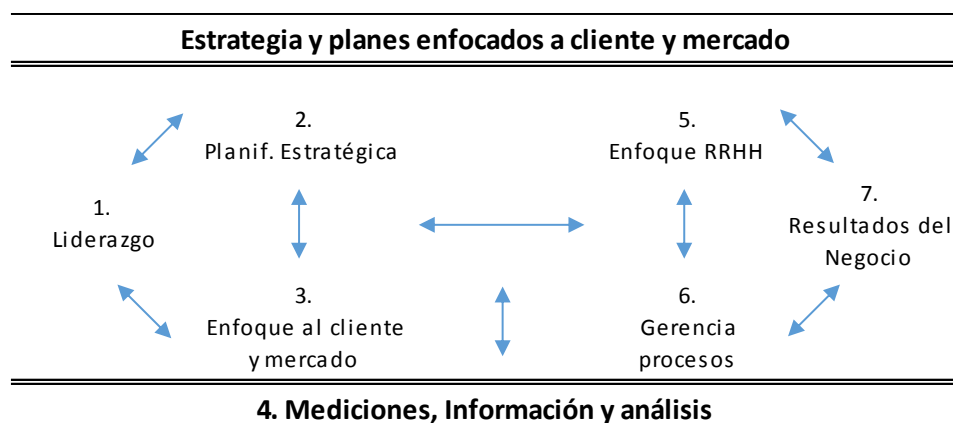 Estrategia y planes enfocados a cliente y mercado
1.
Liderazgo
2.
Planif. Estratégica
3.
Enfoque al cliente
y mercado
5.
Enfoque RRHH
6.
Gerencia
procesos
7.
Resultados del
Negocio
4. Mediciones, Información y análisis